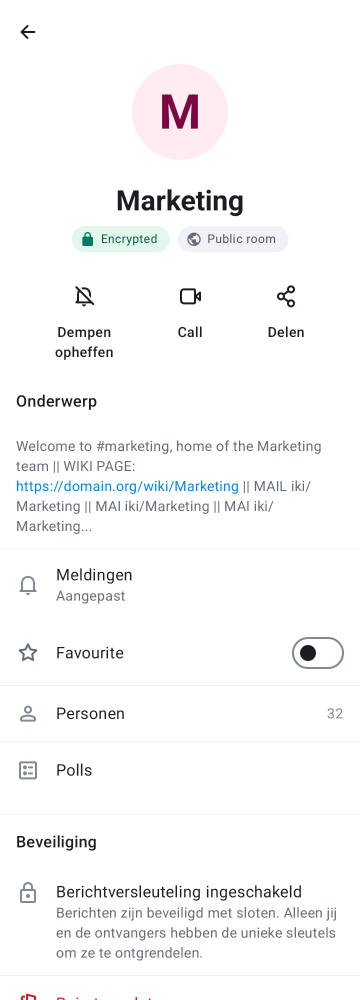 M
Marketing
Encrypted
Public room
Dempen
opheffen
Call
Delen
Onderwerp
Welcome to #marketing, home of the Marketing
team || WIKI PAGE:
https://domain.org/wiki/Marketing || MAIL iki/
Marketing || MAI iki/Marketing || MAI iki/
Marketing...
Meldingen
Aangepast
Favourite
Personen 32
Polls
Beveiliging
Berichtversleuteling ingeschakeld
Berichten zijn beveiligd met sloten. Alleen jij
en de ontvangers hebben de unieke sleutels
om ze te ontgrendelen.